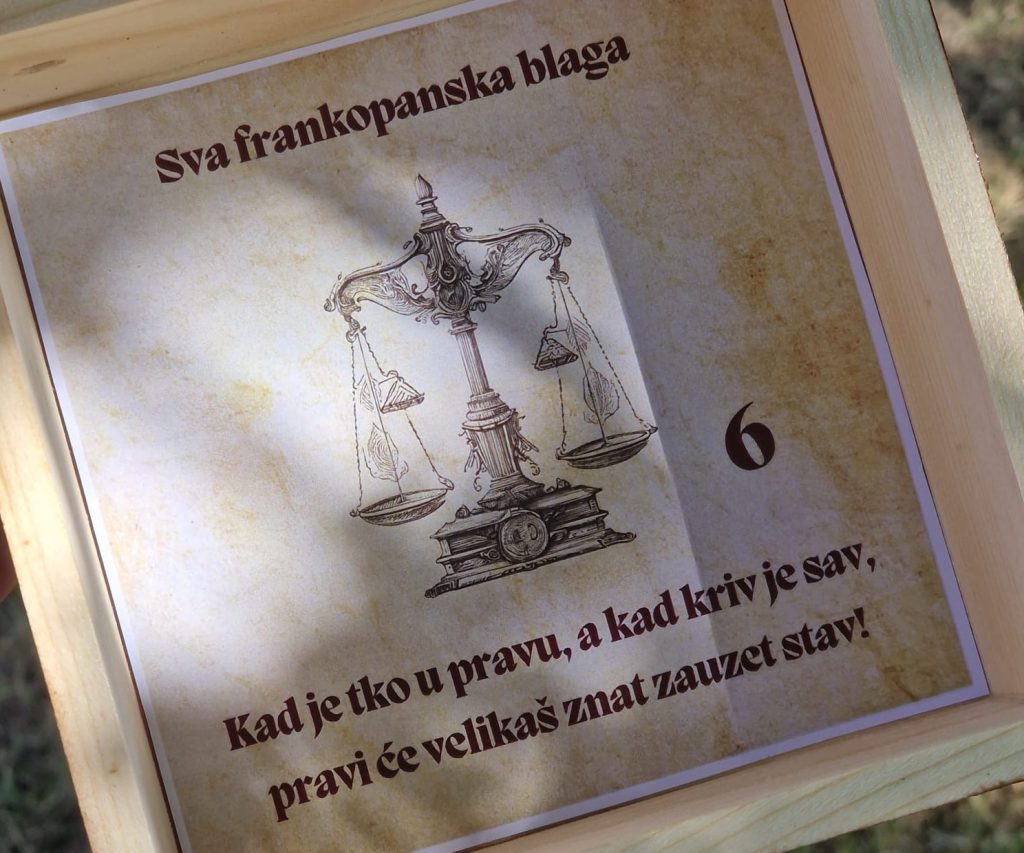 Sva frankopanska blaga
6
Kad je tko u pravu, a kad kriv je sav,
pravi će velikaš znat zauzet stav!